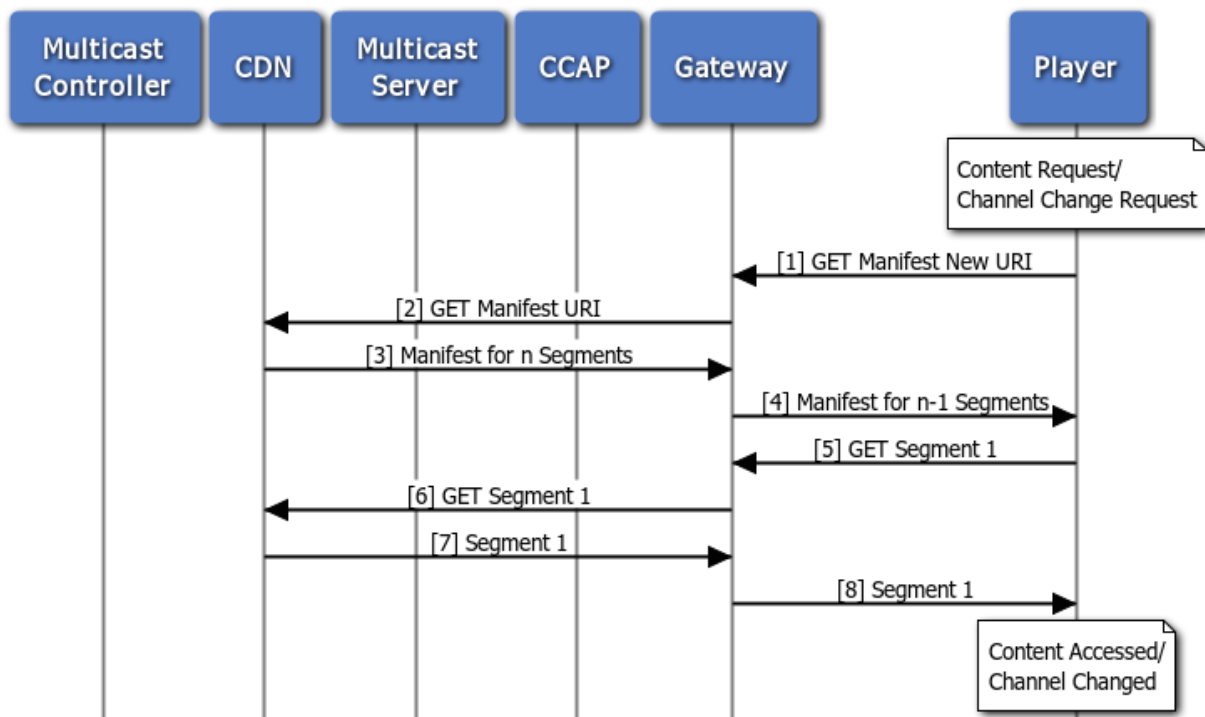 Multicast
Controller
CDN
Multicast
Server
CCAP
Gateway
Player
Content Request/
Channel Change Request
[1] GET Manifest New URI
[2] GET Manifest URI
[3] Manifest for n Segments
[4] Manifest for n-1 Segments
[5] GET Segment 1
[6] GET Segment 1
[7] Segment 1
[8] Segment 1
Content Accessed/
Channel Changed